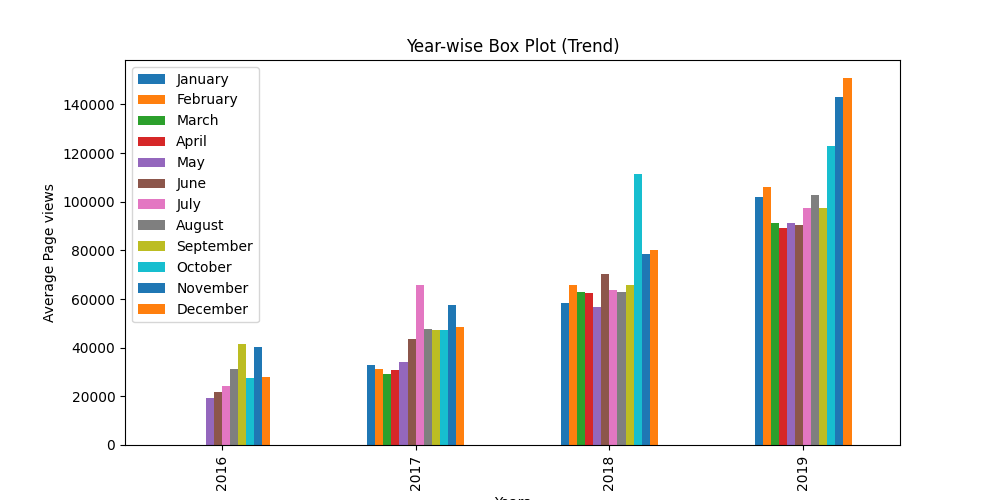 Year-wise Box Plot (Trend)
January
February
March
April
May
June
July
August
September
October
November
December
Average Page views
140000
120000
100000
80000
60000
40000
20000
0
2016
2017
2018
2019